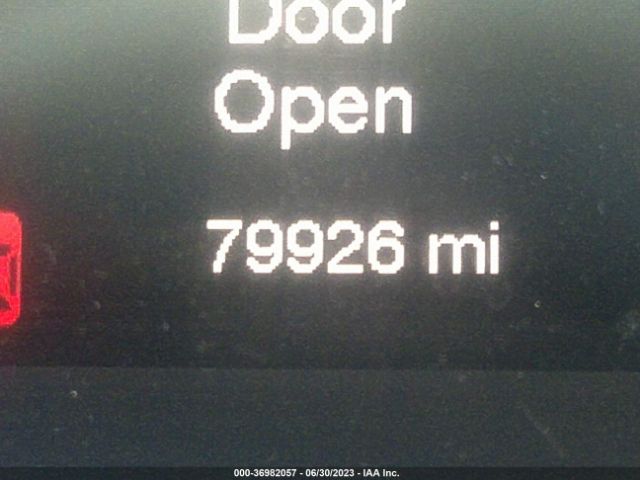 Door
Open
79926 mi
000-36982057 - 06/30/2023 - IAA Inc.